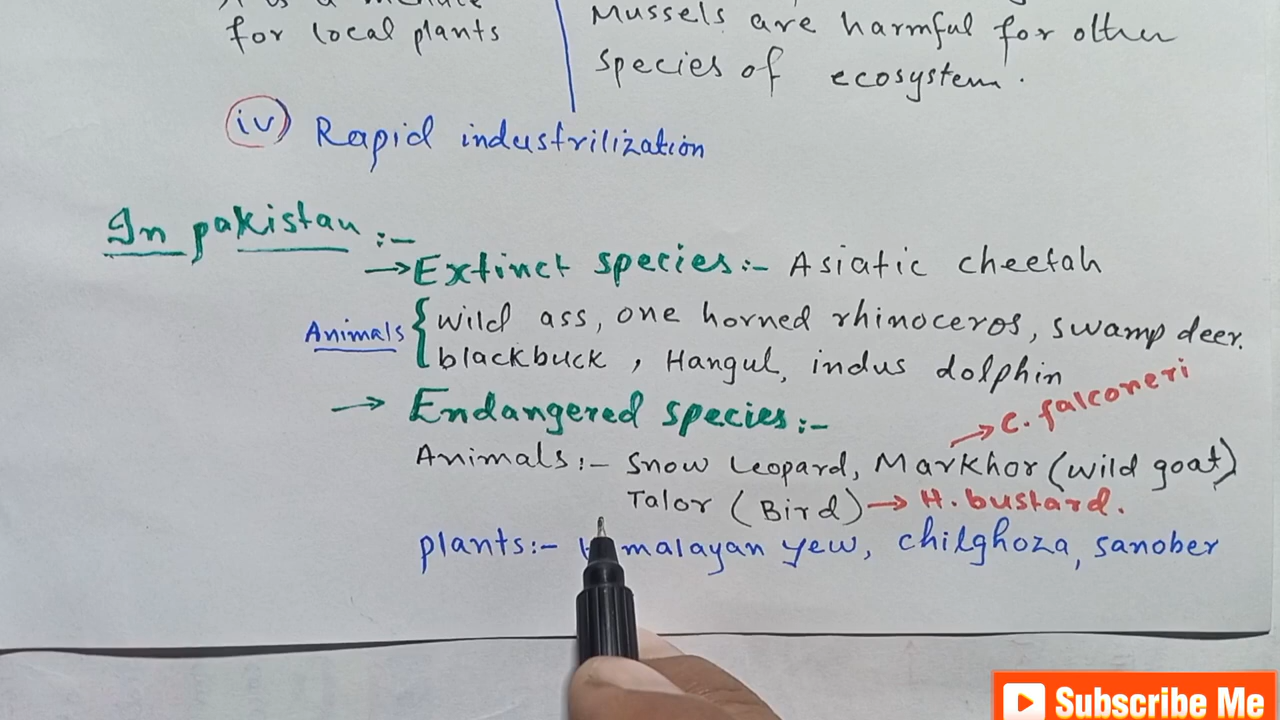 for local plants
Mussels are harmful for other
species of ecosystem.
(iv) Rapid industrilization
In pakistan :-
→ Extinct species:- Asiatic cheetah
Animals { wild ass, one horned rhinoceros, swamp deer.
blackbuck, Hangul, indus dolphin
→ Endangered species:-
→ C. falconeri
Animals:- Snow leopard, Markhor (wild goat)
Talor (Bird) → H. bustard.
plants:- Himalayan yew, chilghoza, sanober
Subscribe Me